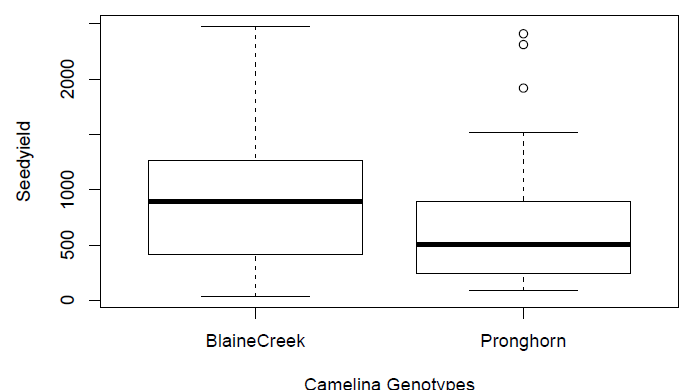 Seedyield
2000
1000
500
0
BlaineCreek Pronghorn
Camelina Genotypes